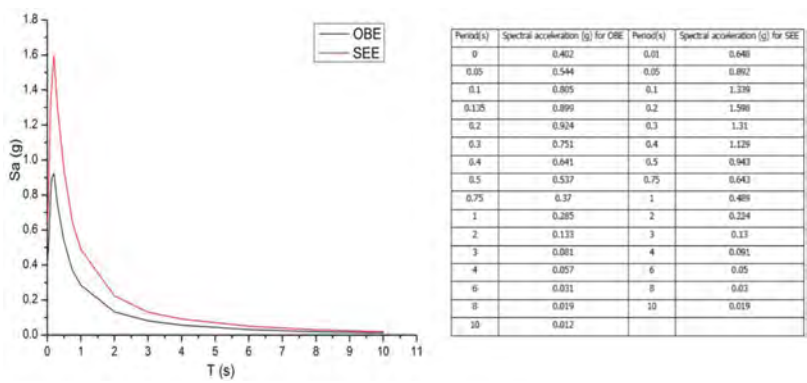 1.8
1.6
1.4
1.2
1.0
0.8
0.6
0.4
0.2
0.0
Sa (g)
OBE
SEE
0 1 2 3 4 5 6 7 8 9 10 11
T (s)
Period(s) Spectral acceleration (g) for OBE Period(s) Spectral acceleration (g) for SEE
0 0.402 0.01 0.648
0.05 0.544 0.05 0.892
0.1 0.805 0.1 1.339
0.135 0.899 0.2 1.598
0.2 0.924 0.3 1.31
0.3 0.751 0.4 1.129
0.4 0.641 0.5 0.943
0.5 0.537 0.75 0.643
0.75 0.37 1 0.489
1 0.285 2 0.224
2 0.133 3 0.13
3 0.081 4 0.091
4 0.057 6 0.05
6 0.031 8 0.03
8 0.019 10 0.019
10 0.012